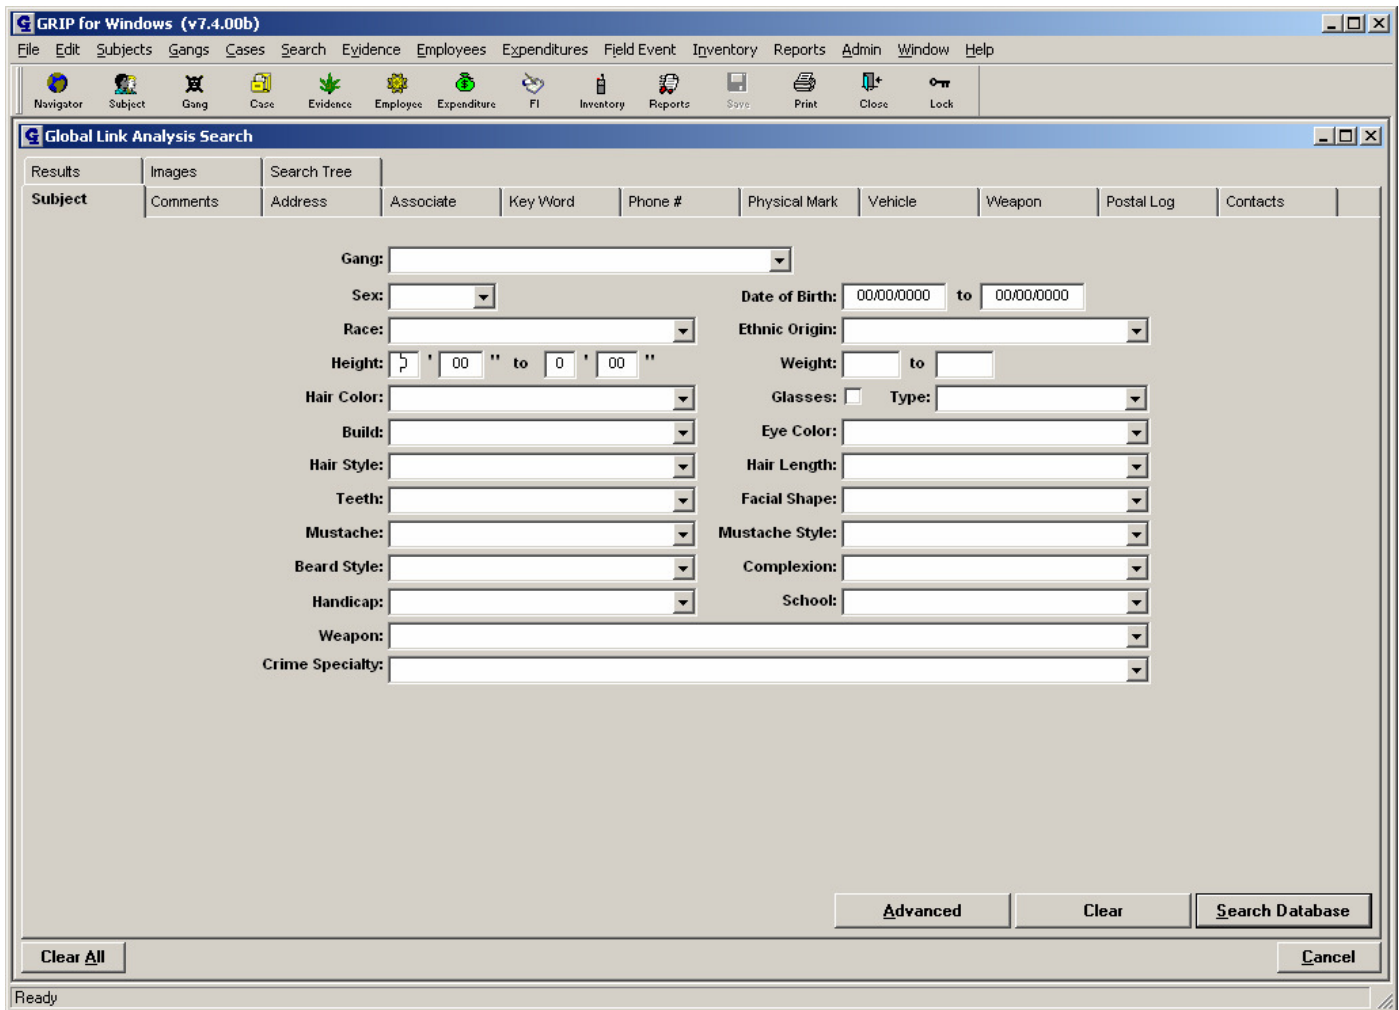 GRIP for Windows (v7.4.00b)
File Edit Subjects Gangs Cases Search Evidence Employees Expenditures Field Event Inventory Reports Admin Window Help
Navigator Subject Gang Case Evidence Employee Expenditure FI Inventory Reports Save Print Close Lock
Global Link Analysis Search
Results Images Search Tree
Subject Comments Address Associate Key Word Phone # Physical Mark Vehicle Weapon Postal Log Contacts
Gang:
Sex: Date of Birth: 00/00/0000 to 00/00/0000
Race: Ethnic Origin:
Height: ' 00 " to 0 ' 00 " Weight: to
Hair Color: Glasses: Type:
Build: Eye Color:
Hair Style: Hair Length:
Teeth: Facial Shape:
Mustache: Mustache Style:
Beard Style: Complexion:
Handicap: School:
Weapon:
Crime Specialty:
Advanced Clear Search Database
Clear All Cancel
Ready